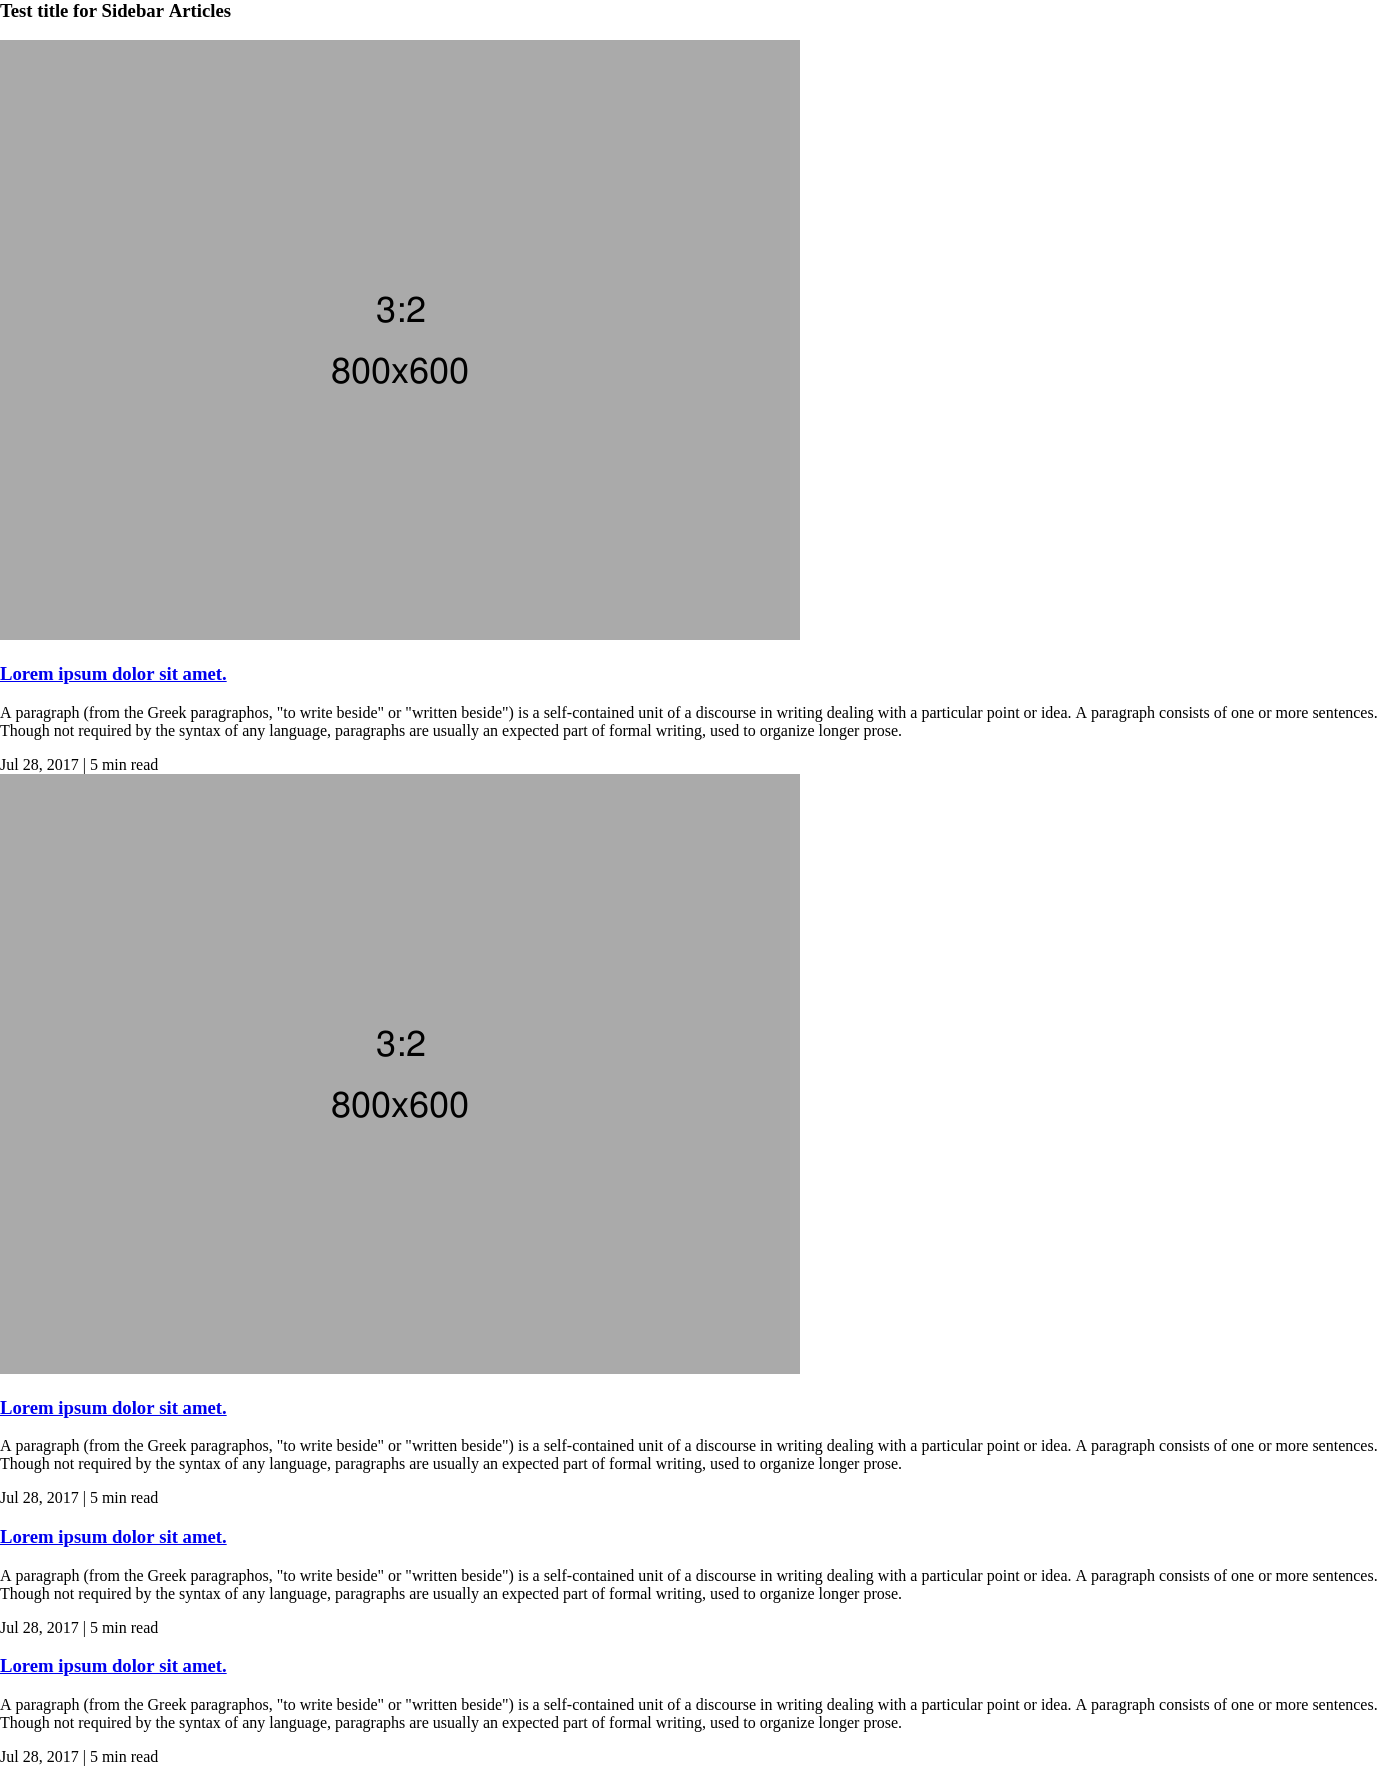 Test title for Sidebar Articles
3:2
800x600
Lorem ipsum dolor sit amet.
A paragraph (from the Greek paragraphos, "to write beside" or "written beside") is a self-contained unit of a discourse in writing dealing with a particular point or idea. A paragraph consists of one or more sentences.
Though not required by the syntax of any language, paragraphs are usually an expected part of formal writing, used to organize longer prose.
Jul 28, 2017 | 5 min read
3:2
800x600
Lorem ipsum dolor sit amet.
A paragraph (from the Greek paragraphos, "to write beside" or "written beside") is a self-contained unit of a discourse in writing dealing with a particular point or idea. A paragraph consists of one or more sentences.
Though not required by the syntax of any language, paragraphs are usually an expected part of formal writing, used to organize longer prose.
Jul 28, 2017 | 5 min read
Lorem ipsum dolor sit amet.
A paragraph (from the Greek paragraphos, "to write beside" or "written beside") is a self-contained unit of a discourse in writing dealing with a particular point or idea. A paragraph consists of one or more sentences.
Though not required by the syntax of any language, paragraphs are usually an expected part of formal writing, used to organize longer prose.
Jul 28, 2017 | 5 min read
Lorem ipsum dolor sit amet.
A paragraph (from the Greek paragraphos, "to write beside" or "written beside") is a self-contained unit of a discourse in writing dealing with a particular point or idea. A paragraph consists of one or more sentences.
Though not required by the syntax of any language, paragraphs are usually an expected part of formal writing, used to organize longer prose.
Jul 28, 2017 | 5 min read